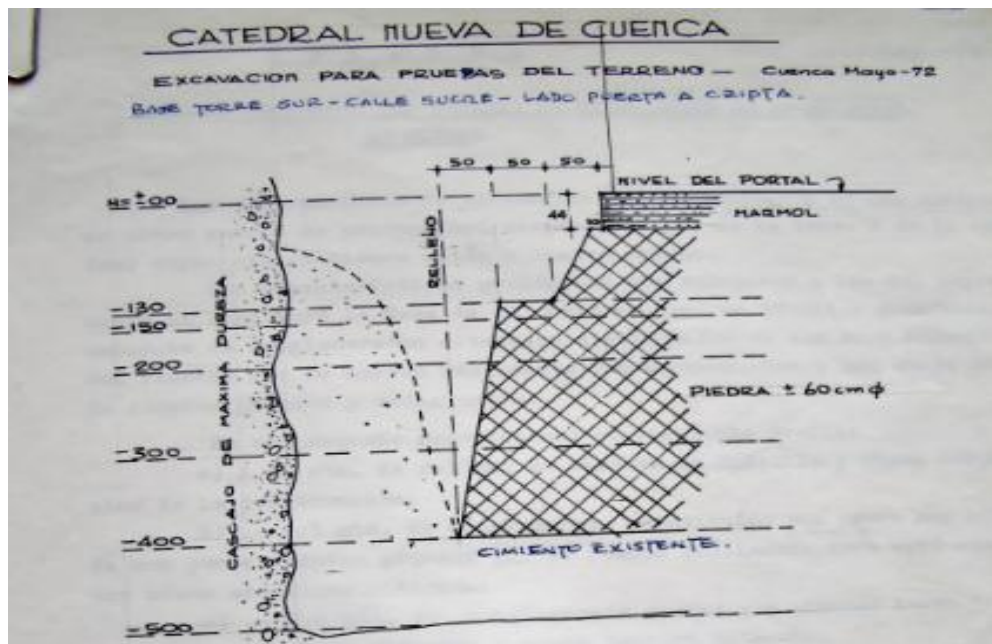 CATEDRAL NUEVA DE CUENCA
EXCAVACION PARA PRUEBAS DEL TERRENO — Cuenca Mayo-72
BASE TORRE SUR - CALLE SUCRE - LADO PUERTA A CRIPTA.
50 50 50
NIVEL DEL PORTAL
N= ±00
44
MARMOL
RELLENO
CASCAJO DE MAXIMA DUREZA
-130
-150
-200
PIEDRA ± 60 cm ϕ
-300
-400
CIMIENTO EXISTENTE.
-500